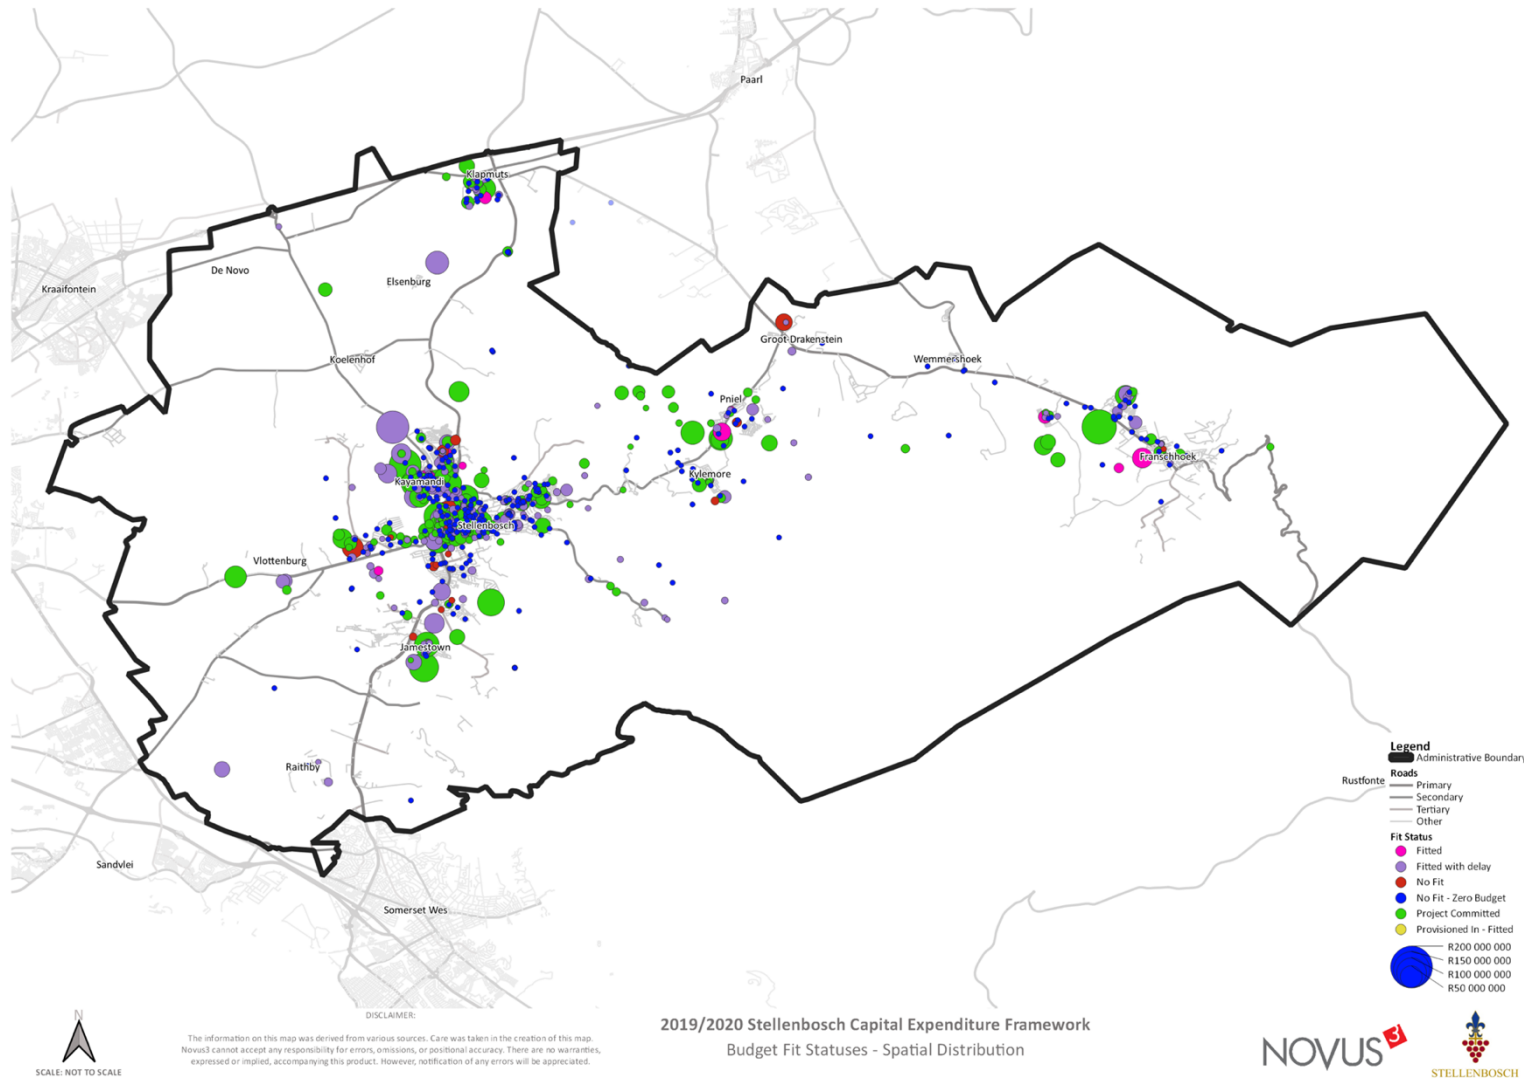 Paarl
Klapmuts
De Novo
Elsenburg
Kraaifontein
Groot-Drakenstein
Koelenhof
Wemmershoek
Pniel
Franschhoek
Kylemore
Kayamandi
Stellenbosch
Vlottenburg
Jamestown
Raithby
Sandvlei
Somerset Wes
Rustfonte
Legend
Administrative Boundary
Roads
Primary
Secondary
Tertiary
Other
Fit Status
Fitted
Fitted with delay
No Fit
No Fit - Zero Budget
Project Committed
Provisioned In - Fitted
R200 000 000
R150 000 000
R100 000 000
R50 000 000
N
SCALE: NOT TO SCALE
DISCLAIMER:
The information on this map was derived from various sources. Care was taken in the creation of this map.
Novus3 cannot accept any responsibility for errors, omissions, or positional accuracy. There are no warranties,
expressed or implied, accompanying this product. However, notification of any errors will be appreciated.
2019/2020 Stellenbosch Capital Expenditure Framework
Budget Fit Statuses - Spatial Distribution
NOVUS3
STELLENBOSCH